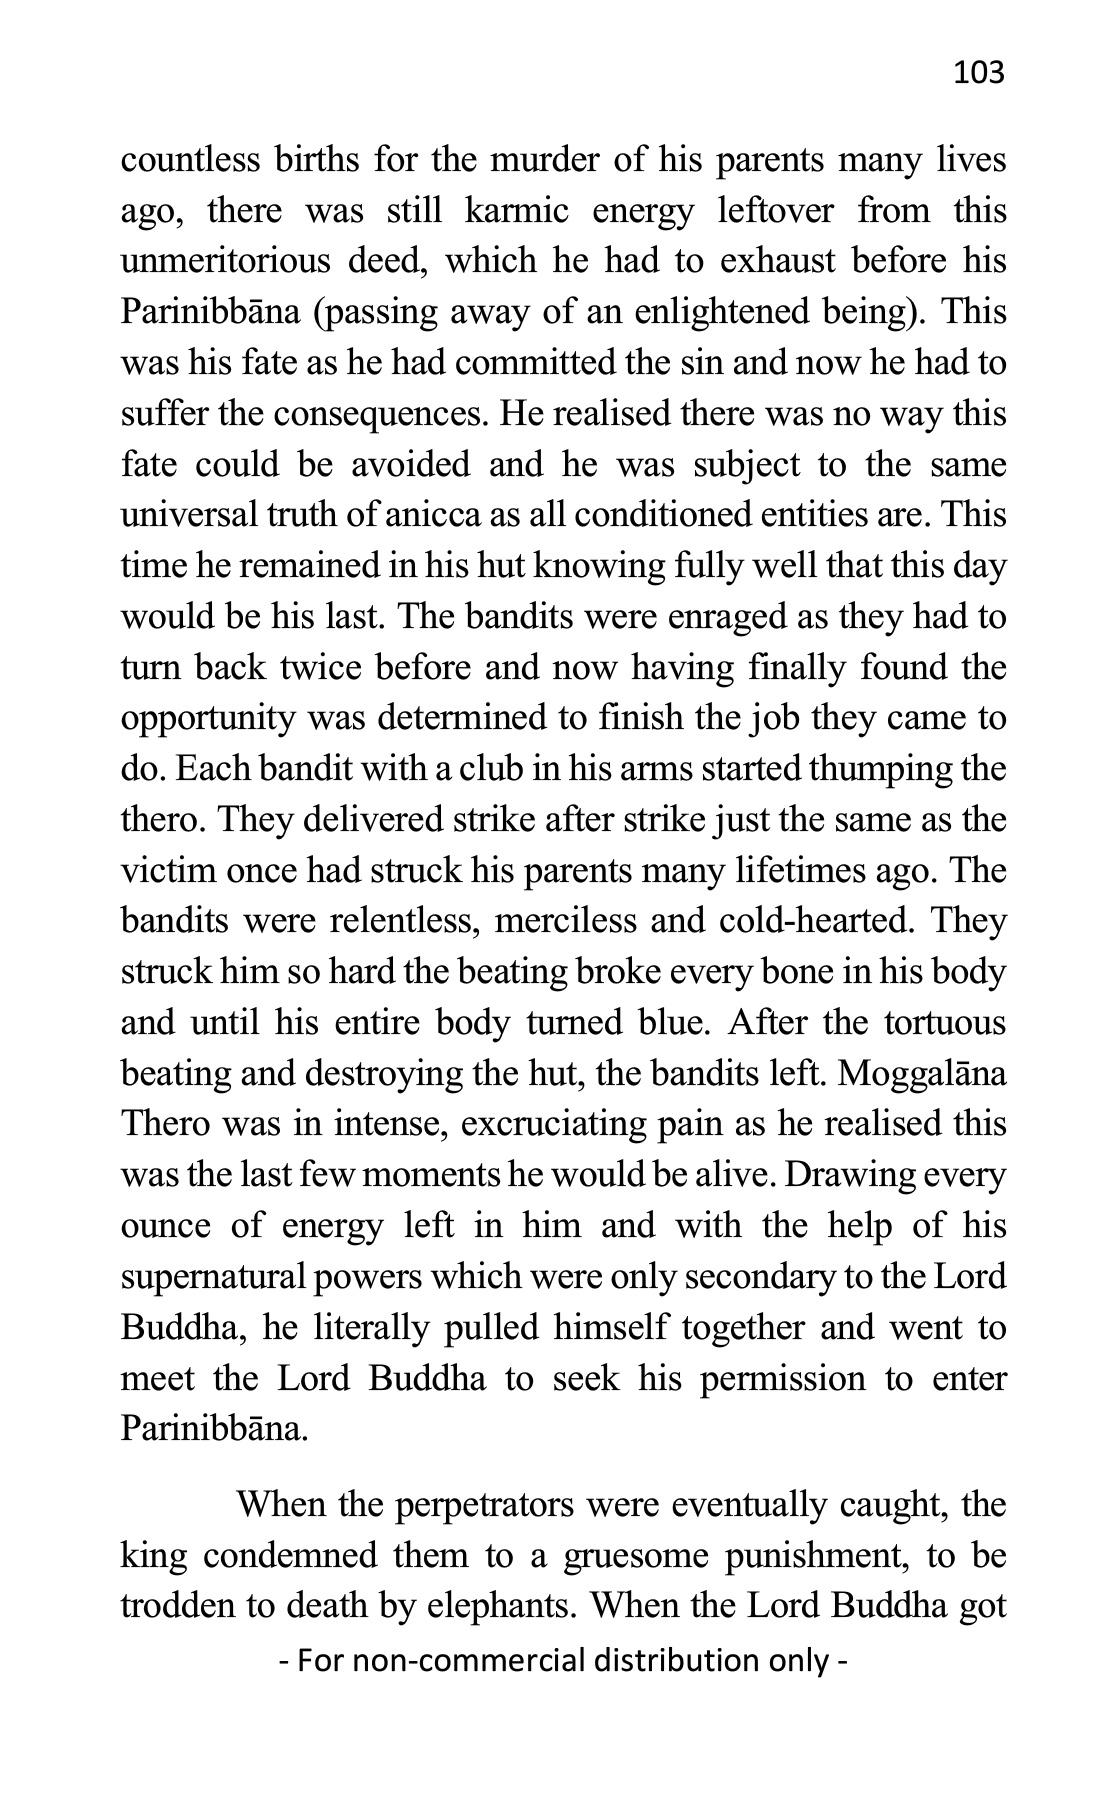 103
countless births for the murder of his parents many lives
ago, there was still karmic energy leftover from this
unmeritorious deed, which he had to exhaust before his
Parinibbāna (passing away of an enlightened being). This
was his fate as he had committed the sin and now he had to
suffer the consequences. He realised there was no way this
fate could be avoided and he was subject to the same
universal truth of anicca as all conditioned entities are. This
time he remained in his hut knowing fully well that this day
would be his last. The bandits were enraged as they had to
turn back twice before and now having finally found the
opportunity was determined to finish the job they came to
do. Each bandit with a club in his arms started thumping the
thero. They delivered strike after strike just the same as the
victim once had struck his parents many lifetimes ago. The
bandits were relentless, merciless and cold-hearted. They
struck him so hard the beating broke every bone in his body
and until his entire body turned blue. After the tortuous
beating and destroying the hut, the bandits left. Moggalāna
Thero was in intense, excruciating pain as he realised this
was the last few moments he would be alive. Drawing every
ounce of energy left in him and with the help of his
supernatural powers which were only secondary to the Lord
Buddha, he literally pulled himself together and went to
meet the Lord Buddha to seek his permission to enter
Parinibbāna.
When the perpetrators were eventually caught, the
king condemned them to a gruesome punishment, to be
trodden to death by elephants. When the Lord Buddha got
- For non-commercial distribution only -